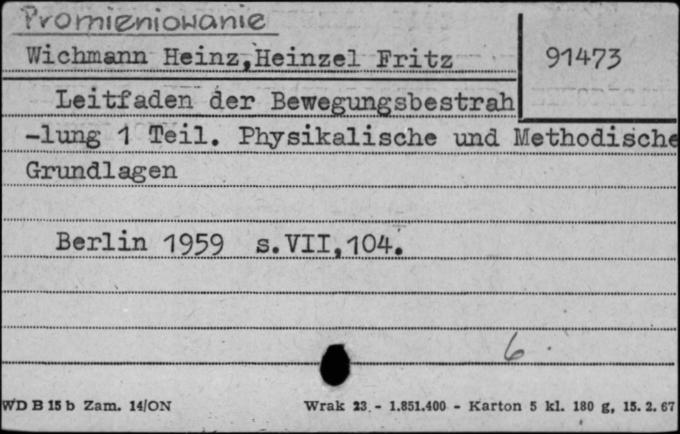 Promieniowanie
Wichmann Heinz,Heinzel Fritz
91473
Leitfaden der Bewegungsbestrah
-lung 1 Teil. Physikalische und Methodische
Grundlagen
Berlin 1959 s.VII,104.
6
WD B 15 b Zam. 14/ON
Wrak 23 - 1.851.400 - Karton 5 kl. 180 g, 15. 2. 67